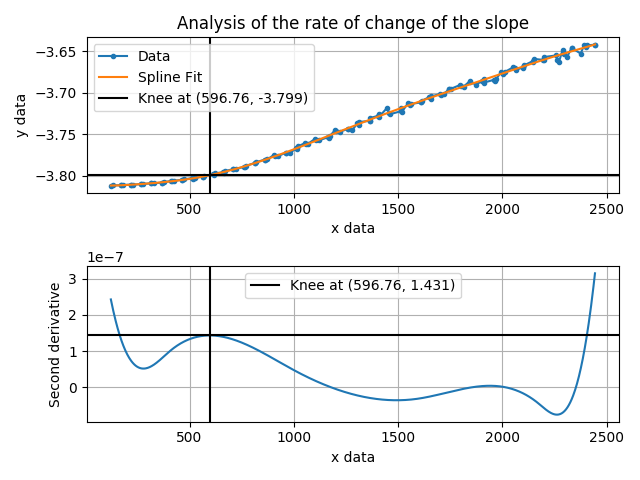 Analysis of the rate of change of the slope
Data
Spline Fit
Knee at (596.76, -3.799)
y data
−3.65
−3.70
−3.75
−3.80
500
1000
1500
2000
2500
x data
1e−7
Knee at (596.76, 1.431)
Second derivative
3
2
1
0
500
1000
1500
2000
2500
x data